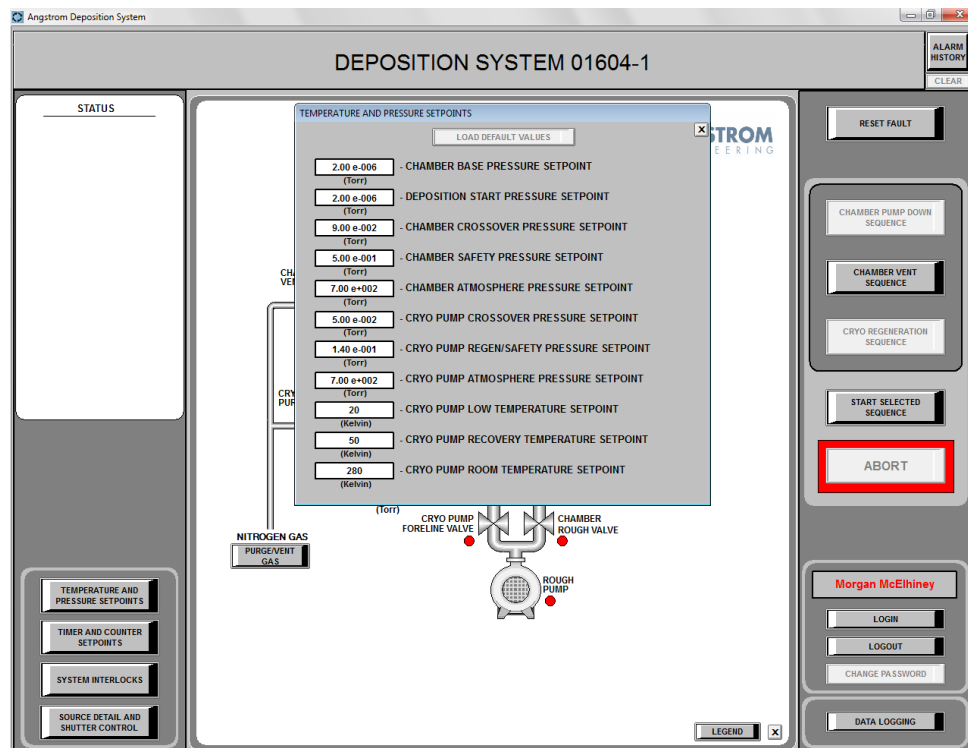 Angstrom Deposition System
DEPOSITION SYSTEM 01604-1
ALARM
HISTORY
CLEAR
STATUS
TEMPERATURE AND PRESSURE SETPOINTS
X
LOAD DEFAULT VALUES
STROM
EERING
2.00 e-006 - CHAMBER BASE PRESSURE SETPOINT
(Torr)
2.00 e-006 - DEPOSITION START PRESSURE SETPOINT
(Torr)
9.00 e-002 - CHAMBER CROSSOVER PRESSURE SETPOINT
(Torr)
5.00 e-001 - CHAMBER SAFETY PRESSURE SETPOINT
(Torr)
7.00 e+002 - CHAMBER ATMOSPHERE PRESSURE SETPOINT
(Torr)
5.00 e-002 - CRYO PUMP CROSSOVER PRESSURE SETPOINT
(Torr)
1.40 e-001 - CRYO PUMP REGEN/SAFETY PRESSURE SETPOINT
(Torr)
7.00 e+002 - CRYO PUMP ATMOSPHERE PRESSURE SETPOINT
(Torr)
20 - CRYO PUMP LOW TEMPERATURE SETPOINT
(Kelvin)
50 - CRYO PUMP RECOVERY TEMPERATURE SETPOINT
(Kelvin)
280 - CRYO PUMP ROOM TEMPERATURE SETPOINT
(Kelvin)
CH
VE
CRY
PUR
(Torr)
CRYO PUMP
FORELINE VALVE
CHAMBER
ROUGH VALVE
NITROGEN GAS
PURGE/VENT
GAS
ROUGH
PUMP
LEGEND
X
TEMPERATURE AND
PRESSURE SETPOINTS
TIMER AND COUNTER
SETPOINTS
SYSTEM INTERLOCKS
SOURCE DETAIL AND
SHUTTER CONTROL
RESET FAULT
CHAMBER PUMP DOWN
SEQUENCE
CHAMBER VENT
SEQUENCE
CRYO REGENERATION
SEQUENCE
START SELECTED
SEQUENCE
ABORT
Morgan McElhiney
LOGIN
LOGOUT
CHANGE PASSWORD
DATA LOGGING